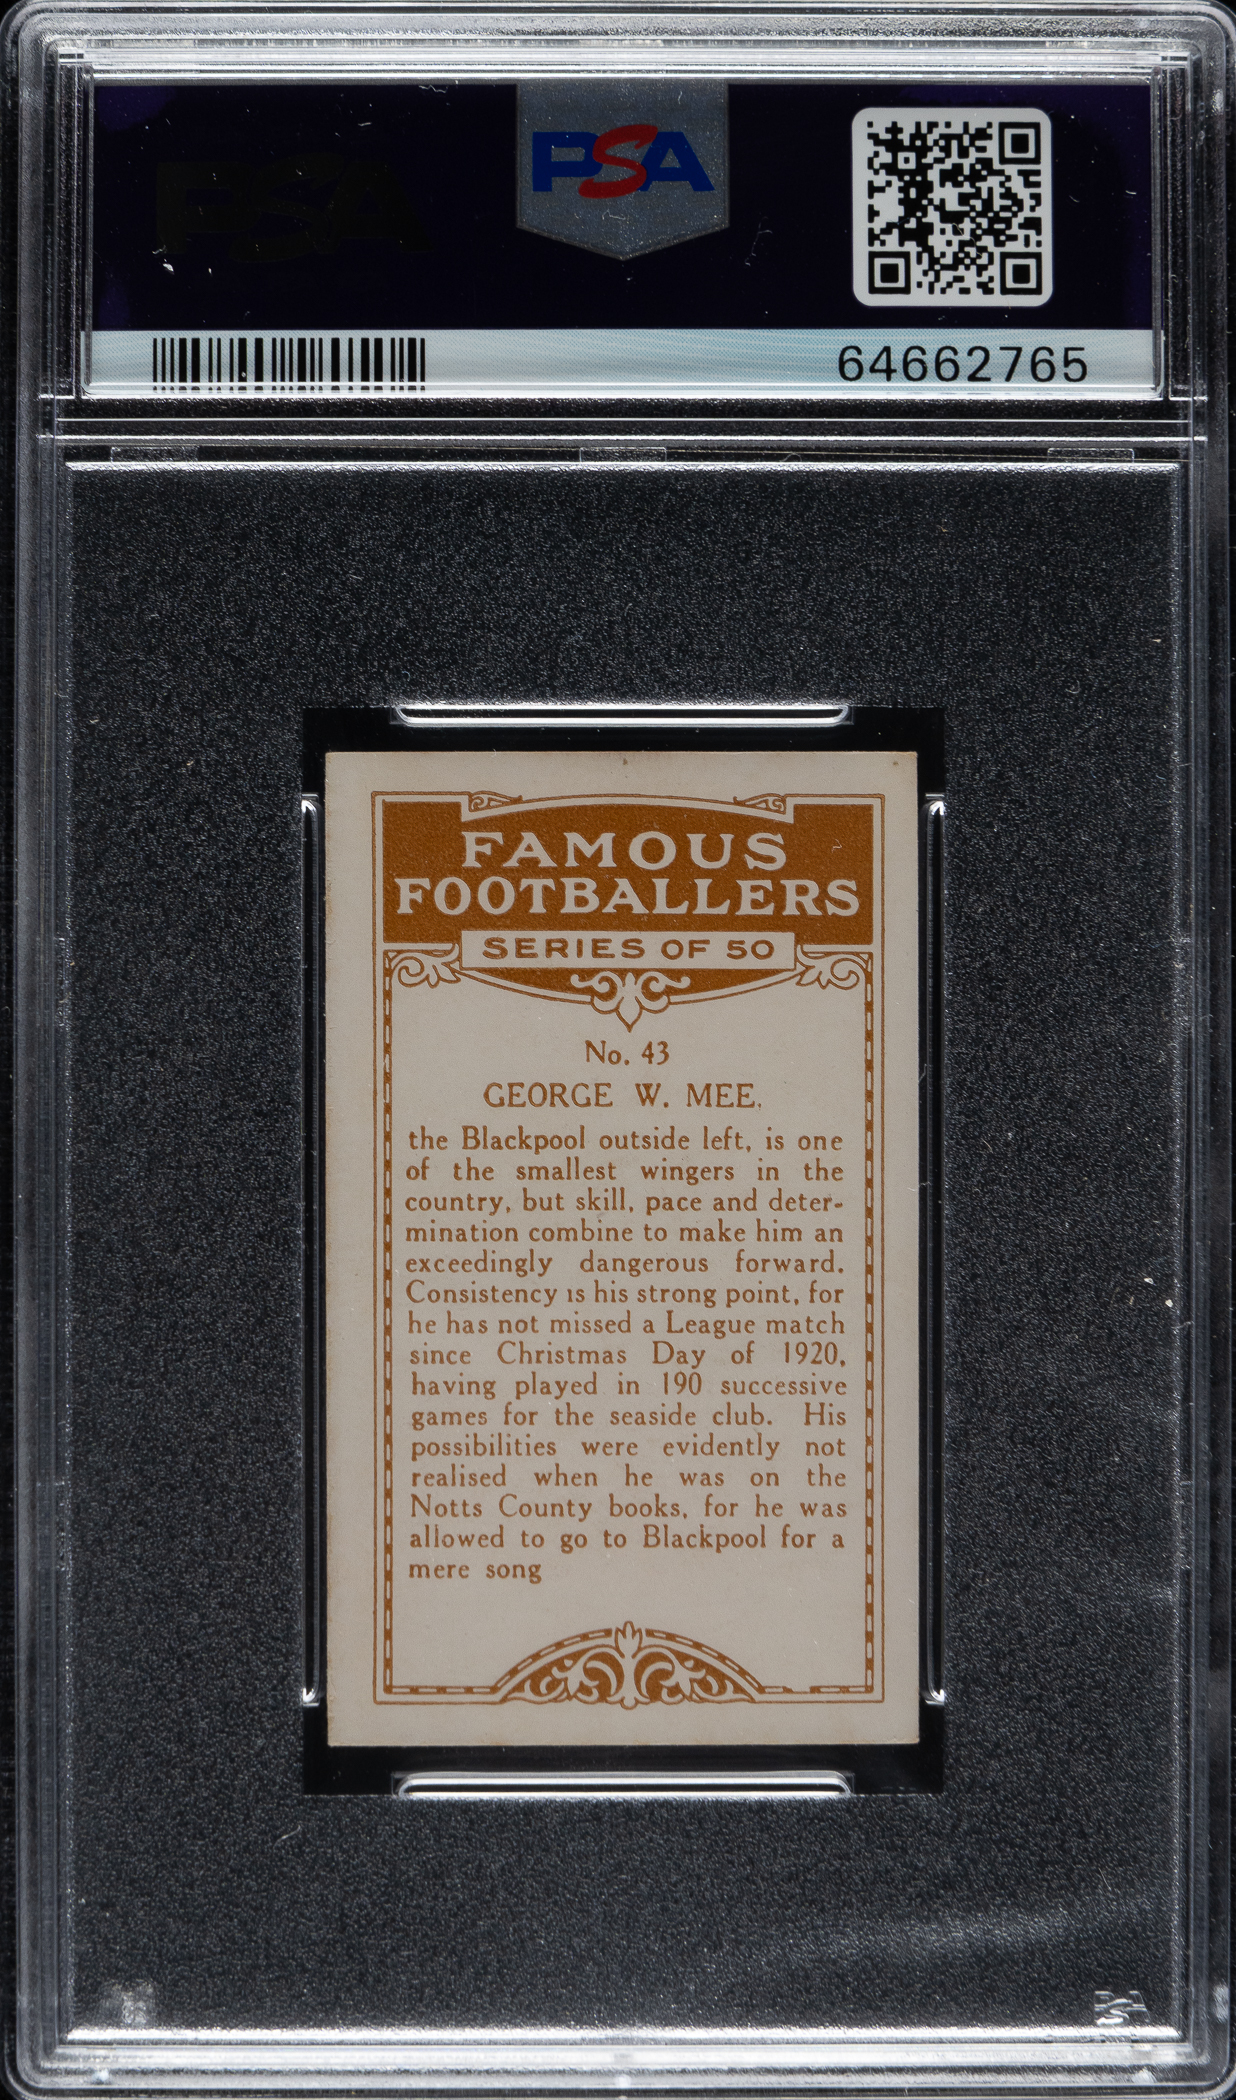 PSA
64662765
FAMOUS
FOOTBALLERS
SERIES OF 50
No. 43
GEORGE W. MEE.
the Blackpool outside left, is one
of the smallest wingers in the
country, but skill, pace and deter-
mination combine to make him an
exceedingly dangerous forward.
Consistency is his strong point, for
he has not missed a League match
since Christmas Day of 1920,
having played in 190 successive
games for the seaside club. His
possibilities were evidently not
realised when he was on the
Notts County books, for he was
allowed to go to Blackpool for a
mere song
PSA